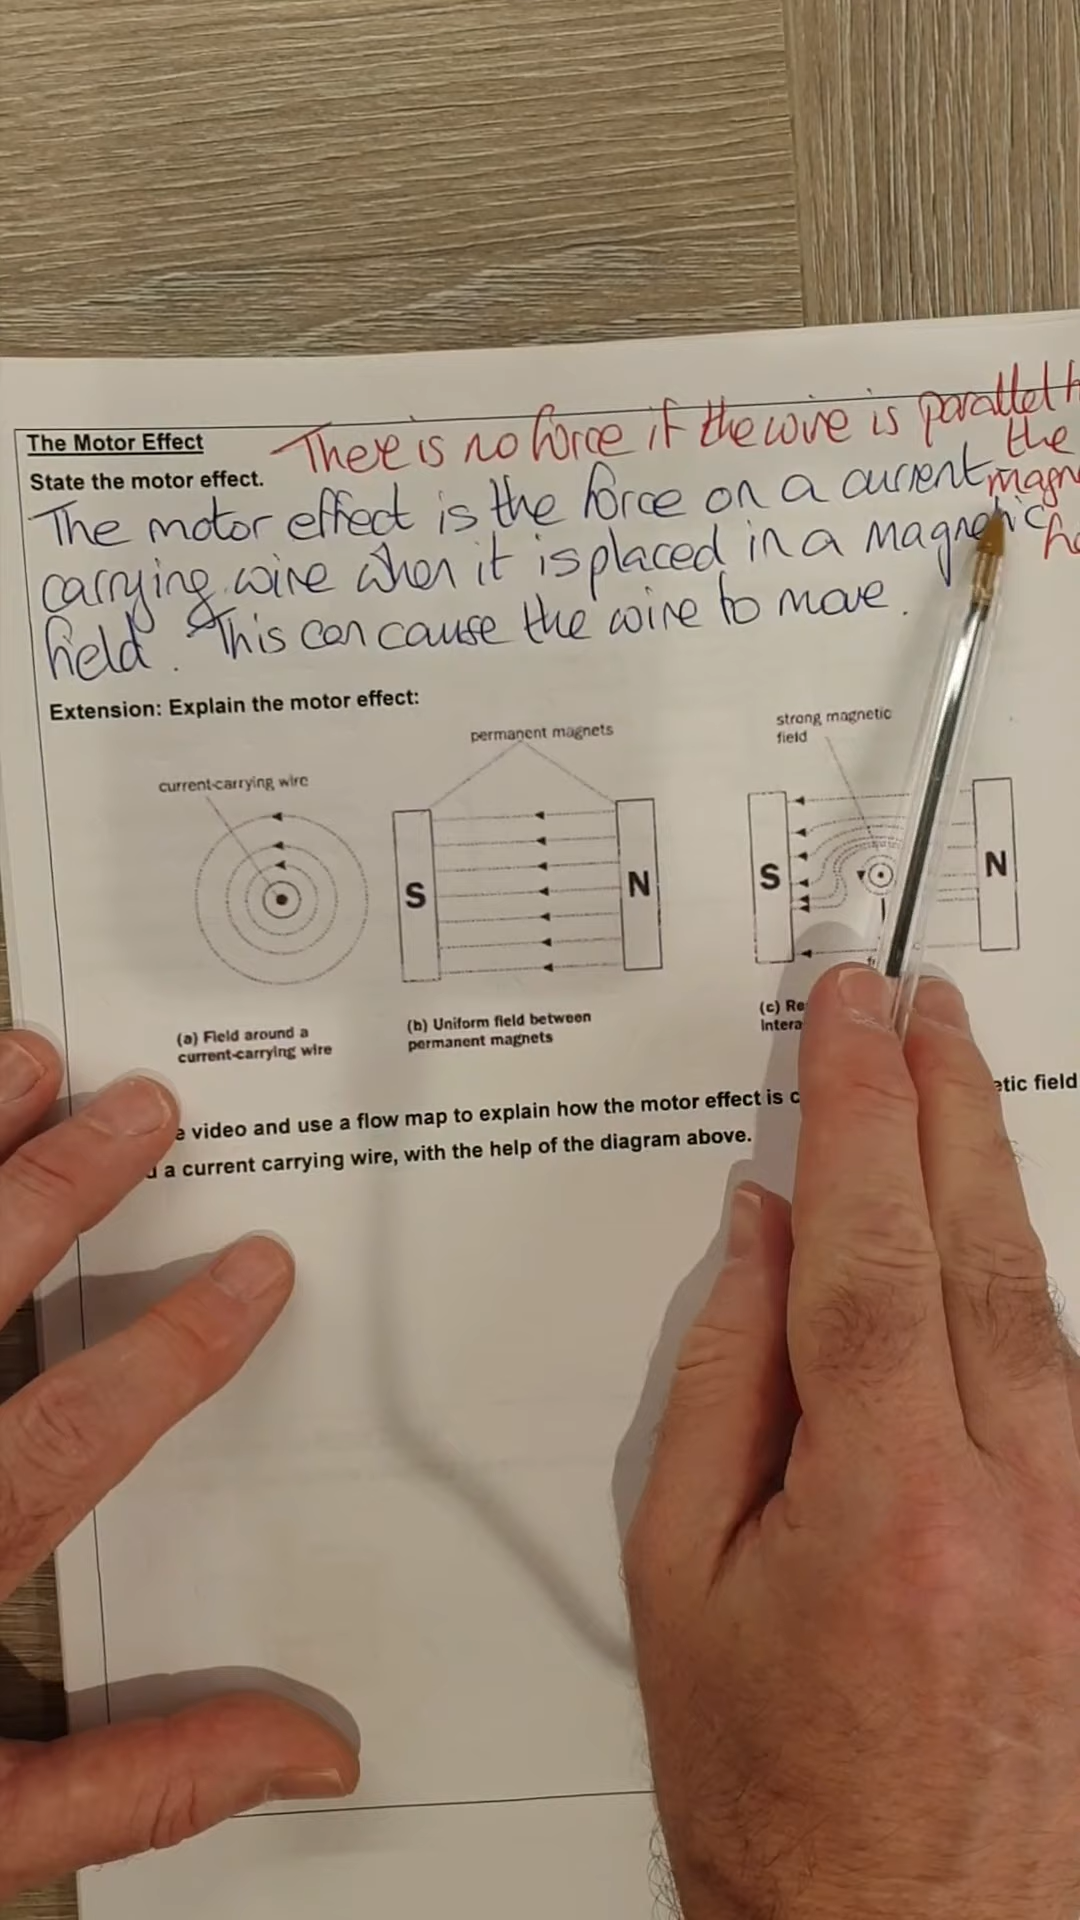 The Motor Effect
There is no force if the wire is parallel
the
State the motor effect.
The motor effect is the force on a current
carrying wire when it is placed in a magnetic
field. This can cause the wire to move.
Extension: Explain the motor effect:
current-carrying wire
permanent magnets
strong magnetic
field
S
N
S
N
(a) Field around a
current-carrying wire
(b) Uniform field between
permanent magnets
(c) Re
Intera
e video and use a flow map to explain how the motor effect is c
etic field
a current carrying wire, with the help of the diagram above.